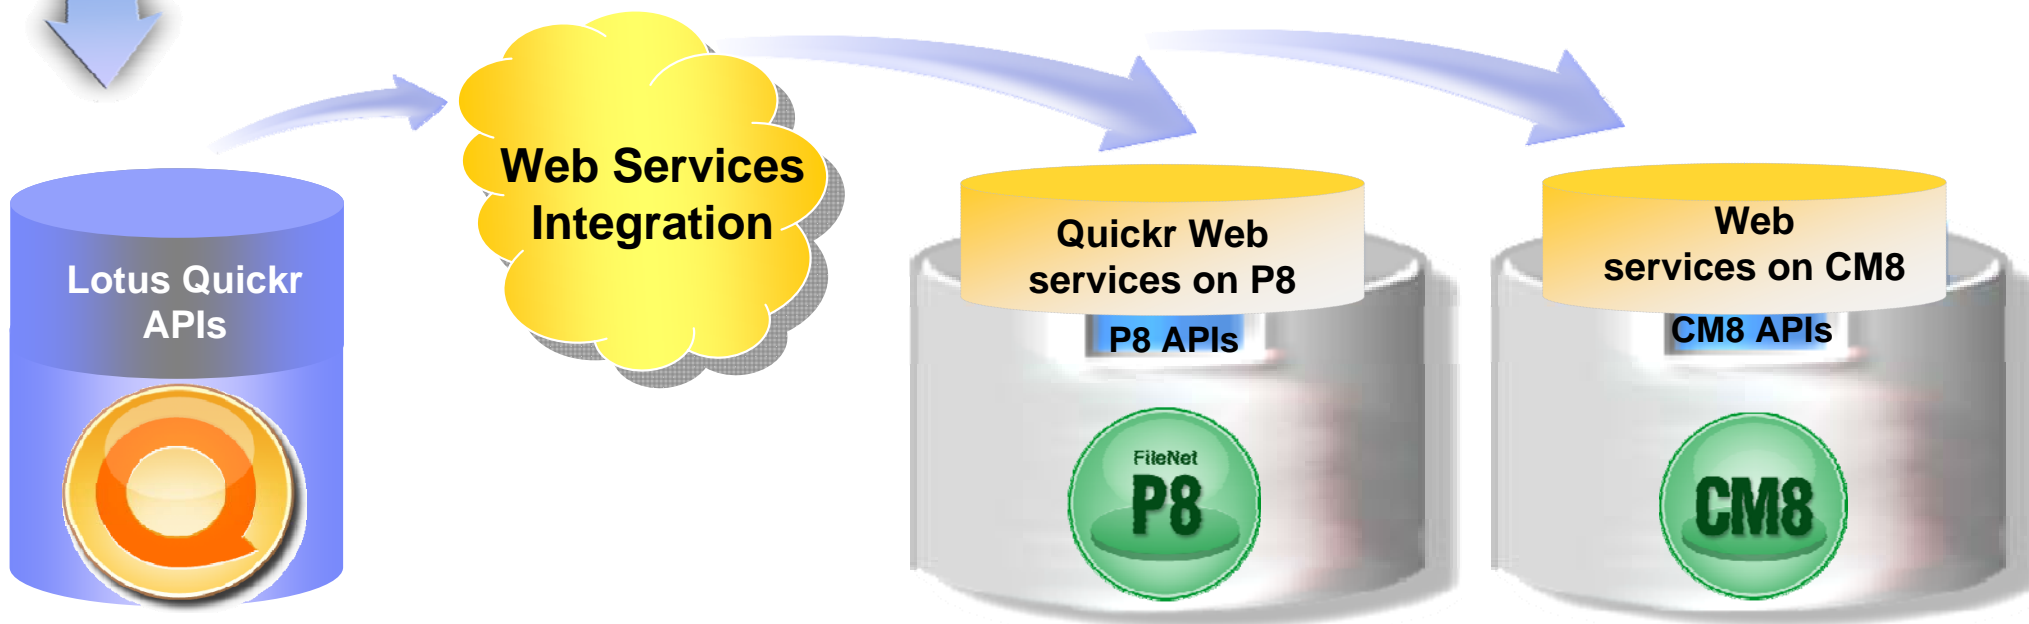 Lotus Quickr
APIs
Web Services
Integration
Quickr Web
services on P8
P8 APIs
FileNet
P8
Web
services on CM8
CM8 APIs
CM8